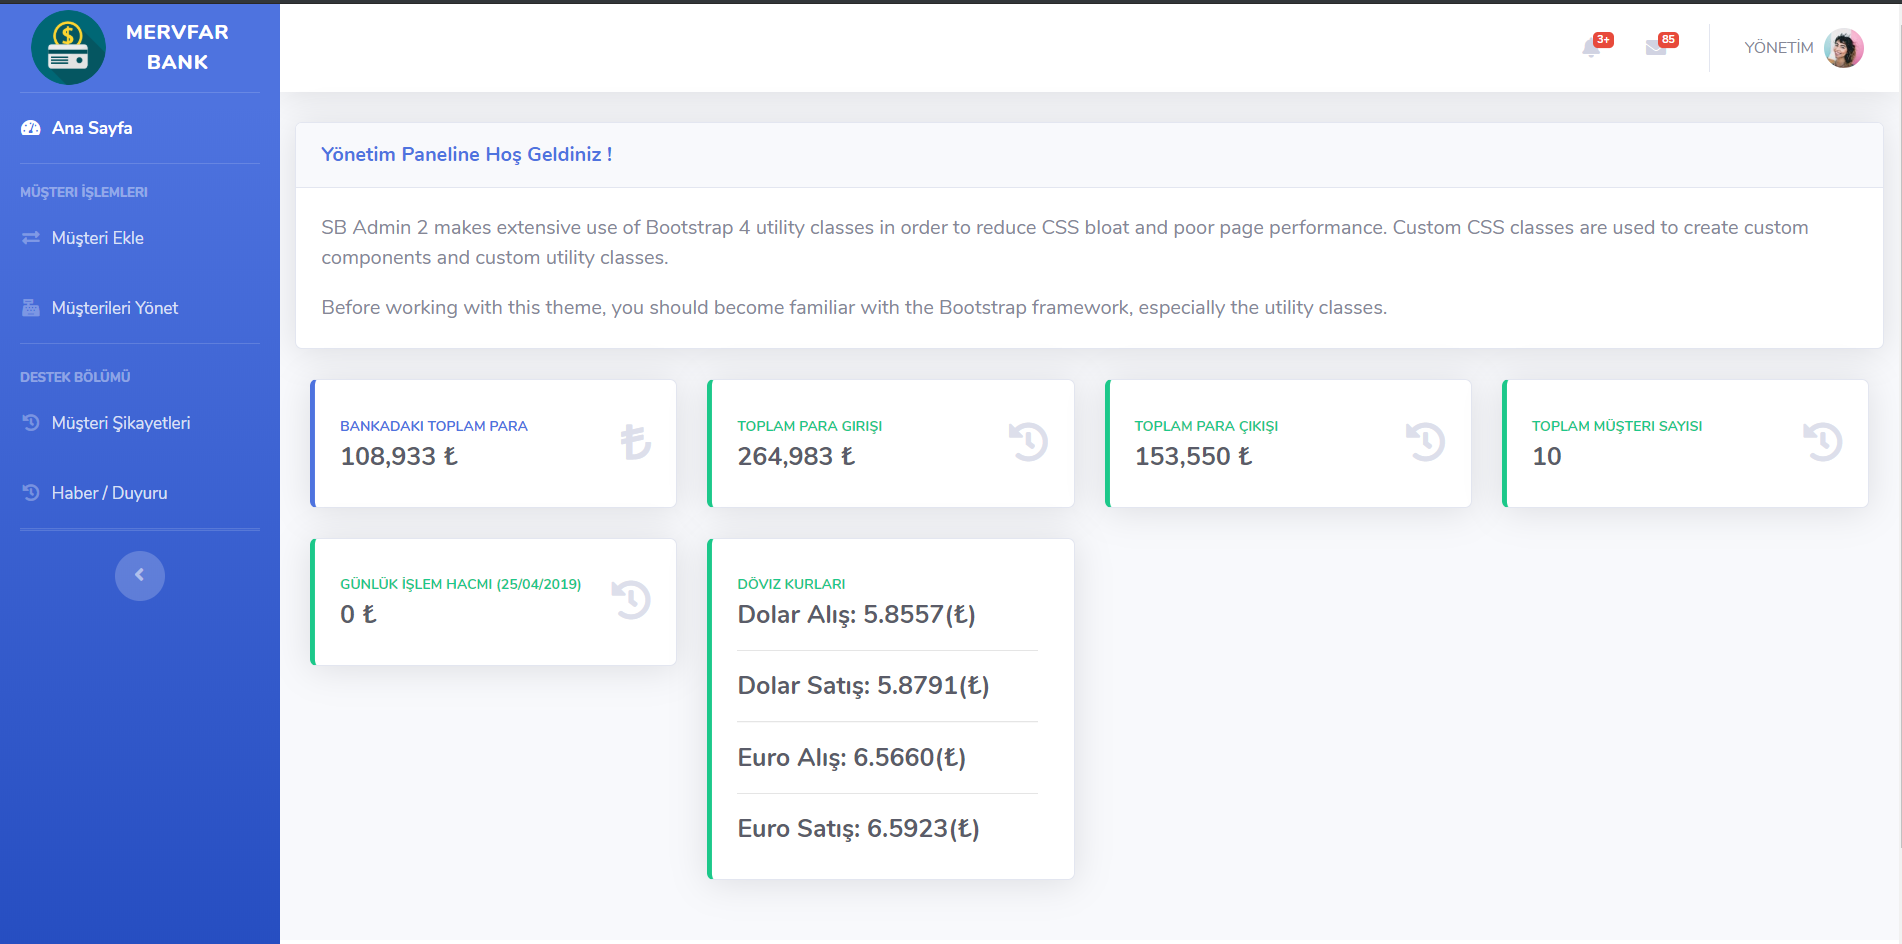 MERVFAR
BANK
Ana Sayfa
MÜŞTERI İŞLEMLERI
Müşteri Ekle
Müşterileri Yönet
DESTEK BÖLÜMÜ
Müşteri Şikayetleri
Haber / Duyuru
3+
85
YÖNETİM
Yönetim Paneline Hoş Geldiniz !
SB Admin 2 makes extensive use of Bootstrap 4 utility classes in order to reduce CSS bloat and poor page performance. Custom CSS classes are used to create custom
components and custom utility classes.
Before working with this theme, you should become familiar with the Bootstrap framework, especially the utility classes.
BANKADAKI TOPLAM PARA
108,933 ₺
₺
TOPLAM PARA GIRIŞI
264,983 ₺
TOPLAM PARA ÇIKIŞI
153,550 ₺
TOPLAM MÜŞTERI SAYISI
10
GÜNLÜK İŞLEM HACMI (25/04/2019)
0 ₺
DÖVIZ KURLARI
Dolar Alış: 5.8557(₺)
Dolar Satış: 5.8791(₺)
Euro Alış: 6.5660(₺)
Euro Satış: 6.5923(₺)